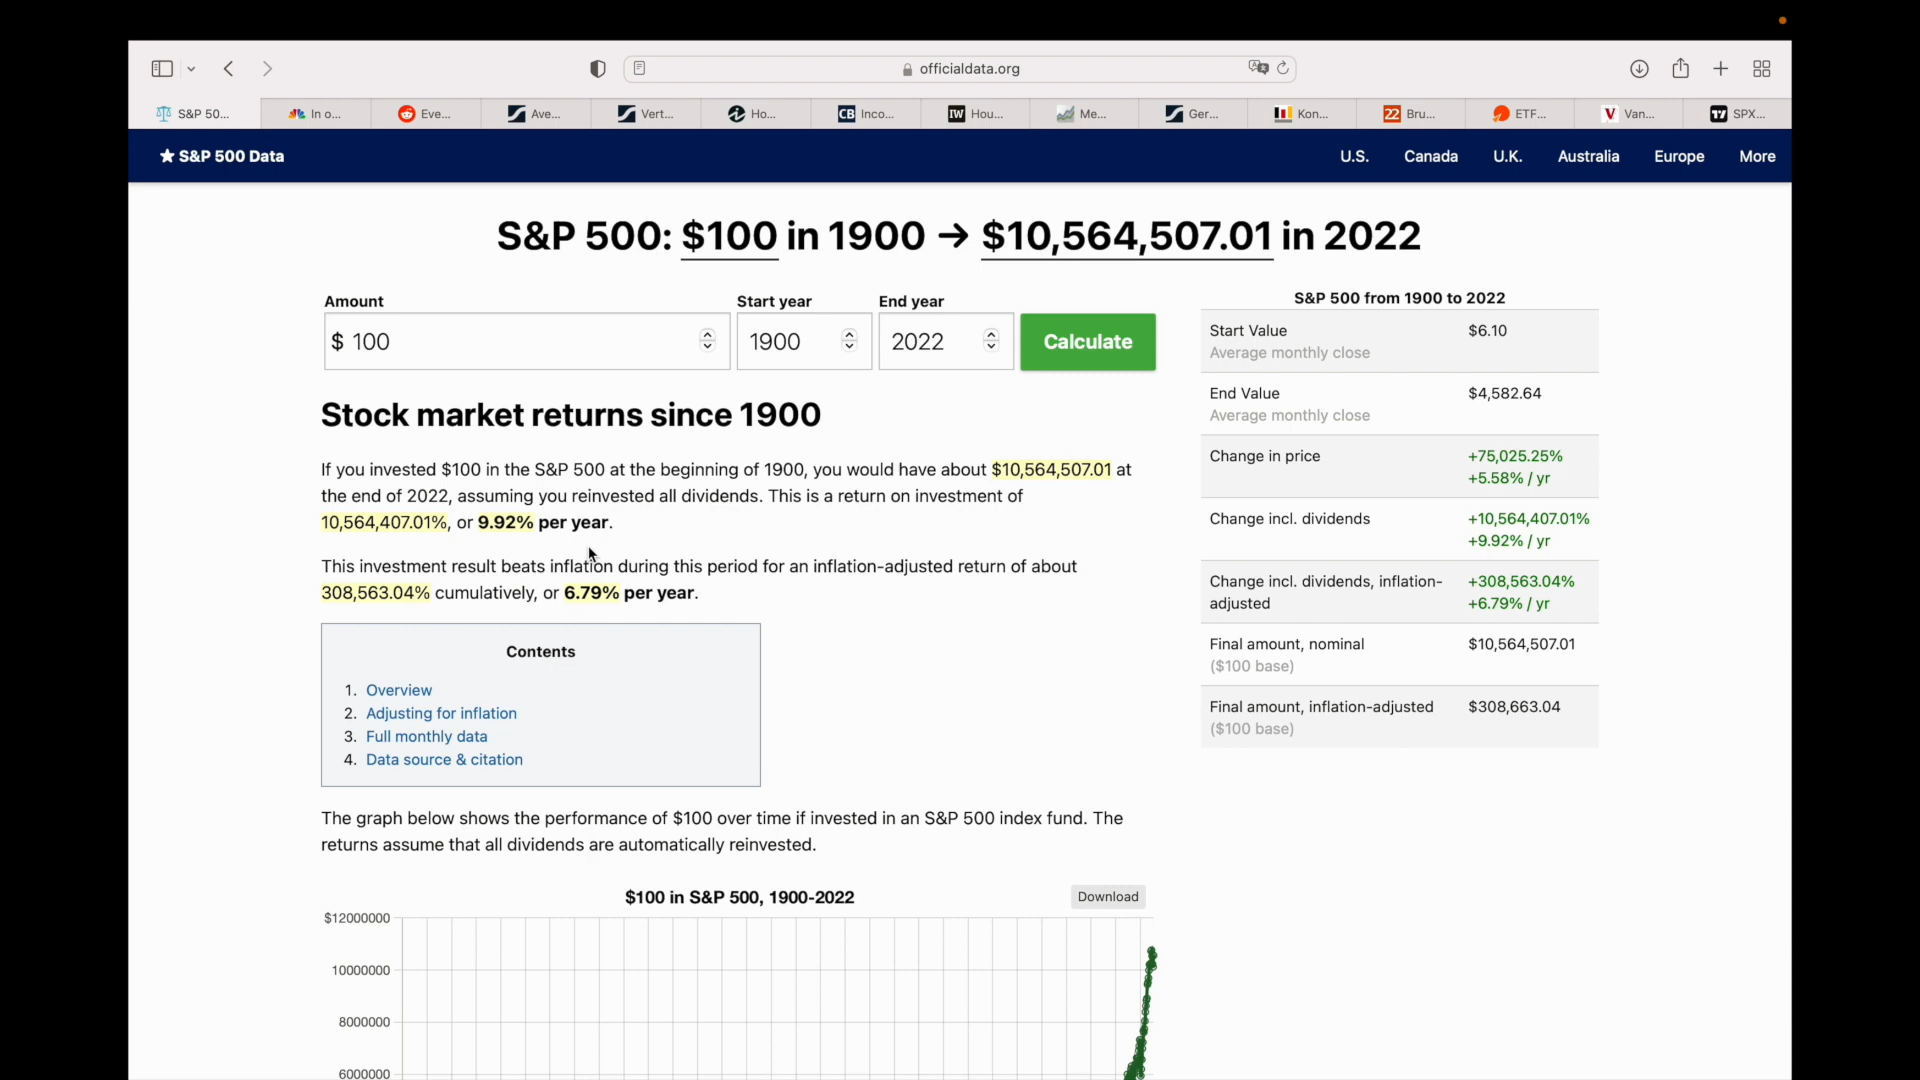 officialdata.org
S&P 50...
In o...
Eve...
Ave...
Vert...
Ho...
CB Inco...
IW Hou...
Me...
Ger...
Kon...
22 Bru...
ETF...
V Van...
SPX...
S&P 500 Data
U.S. Canada U.K. Australia Europe More
S&P 500: $100 in 1900 → $10,564,507.01 in 2022
Amount
Start year
End year
$ 100
1900
2022
Calculate
Stock market returns since 1900
If you invested $100 in the S&P 500 at the beginning of 1900, you would have about $10,564,507.01 at
the end of 2022, assuming you reinvested all dividends. This is a return on investment of
10,564,407.01%, or 9.92% per year.
This investment result beats inflation during this period for an inflation-adjusted return of about
308,563.04% cumulatively, or 6.79% per year.
Contents
1. Overview
2. Adjusting for inflation
3. Full monthly data
4. Data source & citation
The graph below shows the performance of $100 over time if invested in an S&P 500 index fund. The
returns assume that all dividends are automatically reinvested.
$100 in S&P 500, 1900-2022
Download
$12000000
10000000
8000000
6000000
S&P 500 from 1900 to 2022
Start Value $6.10
Average monthly close
End Value $4,582.64
Average monthly close
Change in price +75,025.25%
+5.58% / yr
Change incl. dividends +10,564,407.01%
+9.92% / yr
Change incl. dividends, inflation- +308,563.04%
adjusted +6.79% / yr
Final amount, nominal $10,564,507.01
($100 base)
Final amount, inflation-adjusted $308,663.04
($100 base)